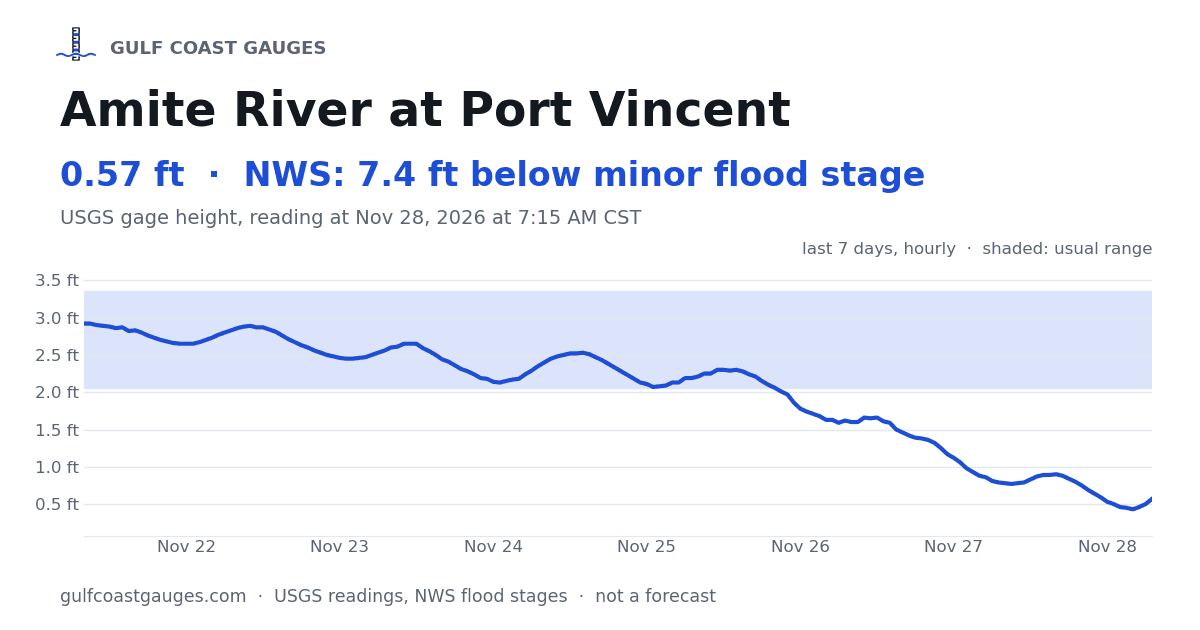 GULF COAST GAUGES
Amite River at Port Vincent
0.57 ft · NWS: 7.4 ft below minor flood stage
USGS gage height, reading at Nov 28, 2026 at 7:15 AM CST
last 7 days, hourly · shaded: usual range
3.5 ft
3.0 ft
2.5 ft
2.0 ft
1.5 ft
1.0 ft
0.5 ft
Nov 22 Nov 23 Nov 24 Nov 25 Nov 26 Nov 27 Nov 28
gulfcoastgauges.com · USGS readings, NWS flood stages · not a forecast